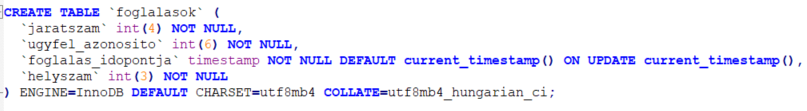 CREATE TABLE `foglalasok` (
`jaratszam` int(4) NOT NULL,
`ugyfel_azonosito` int(6) NOT NULL,
`foglalas_idopontja` timestamp NOT NULL DEFAULT current_timestamp() ON UPDATE current_timestamp(),
`helyszam` int(3) NOT NULL
) ENGINE=InnoDB DEFAULT CHARSET=utf8mb4 COLLATE=utf8mb4_hungarian_ci;